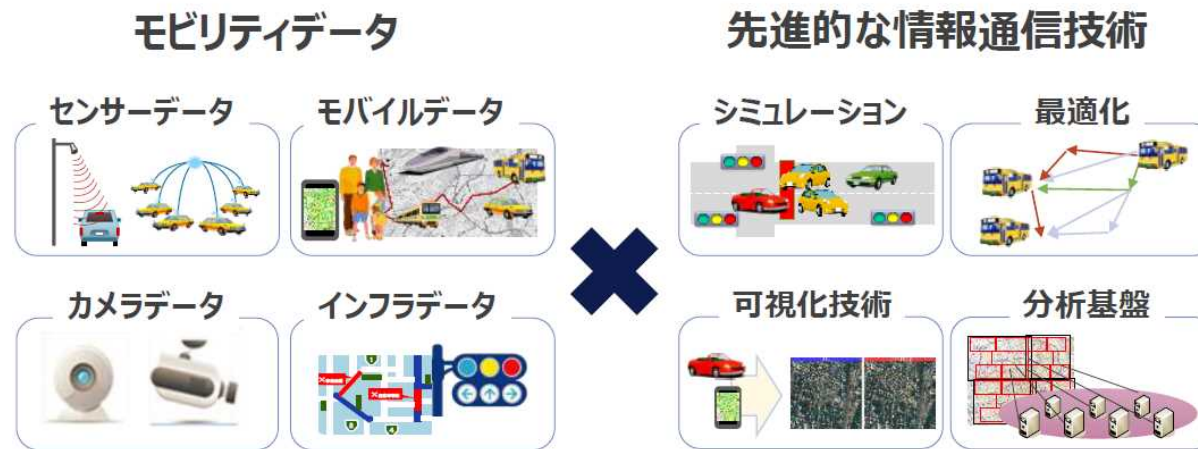 モビリティデータ
先進的な情報通信技術
センサーデータ
モバイルデータ
シミュレーション
最適化
カメラデータ
インフラデータ
可視化技術
分析基盤